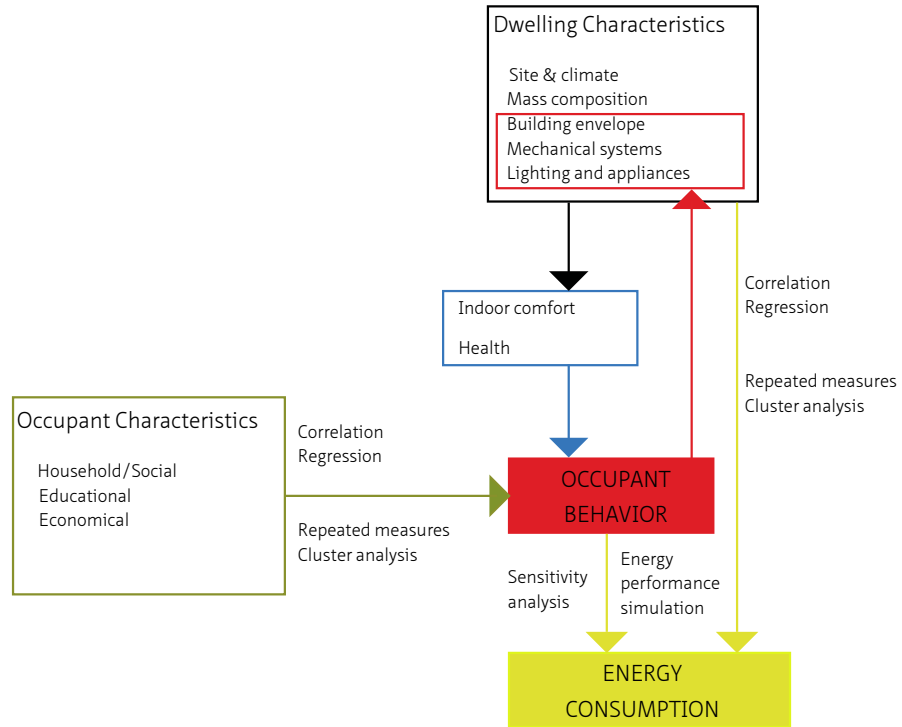 Dwelling Characteristics
Site & climate
Mass composition
Building envelope
Mechanical systems
Lighting and appliances
Correlation
Regression
Indoor comfort
Health
Repeated measures
Cluster analysis
Occupant Characteristics
Household/Social
Educational
Economical
Correlation
Regression
Repeated measures
Cluster analysis
OCCUPANT
BEHAVIOR
Sensitivity
analysis
Energy
performance
simulation
ENERGY
CONSUMPTION